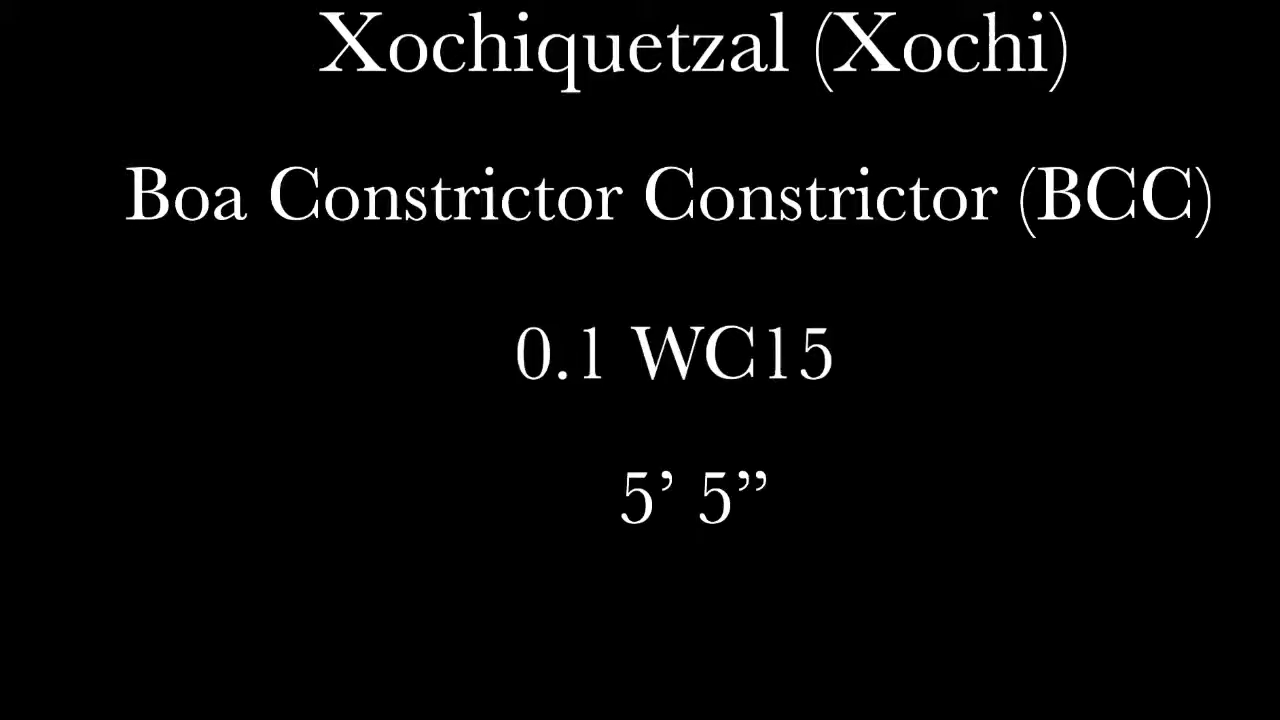 Xochiquetzal (Xochi)
Boa Constrictor Constrictor (BCC)
0.1 WC15
5’ 5”